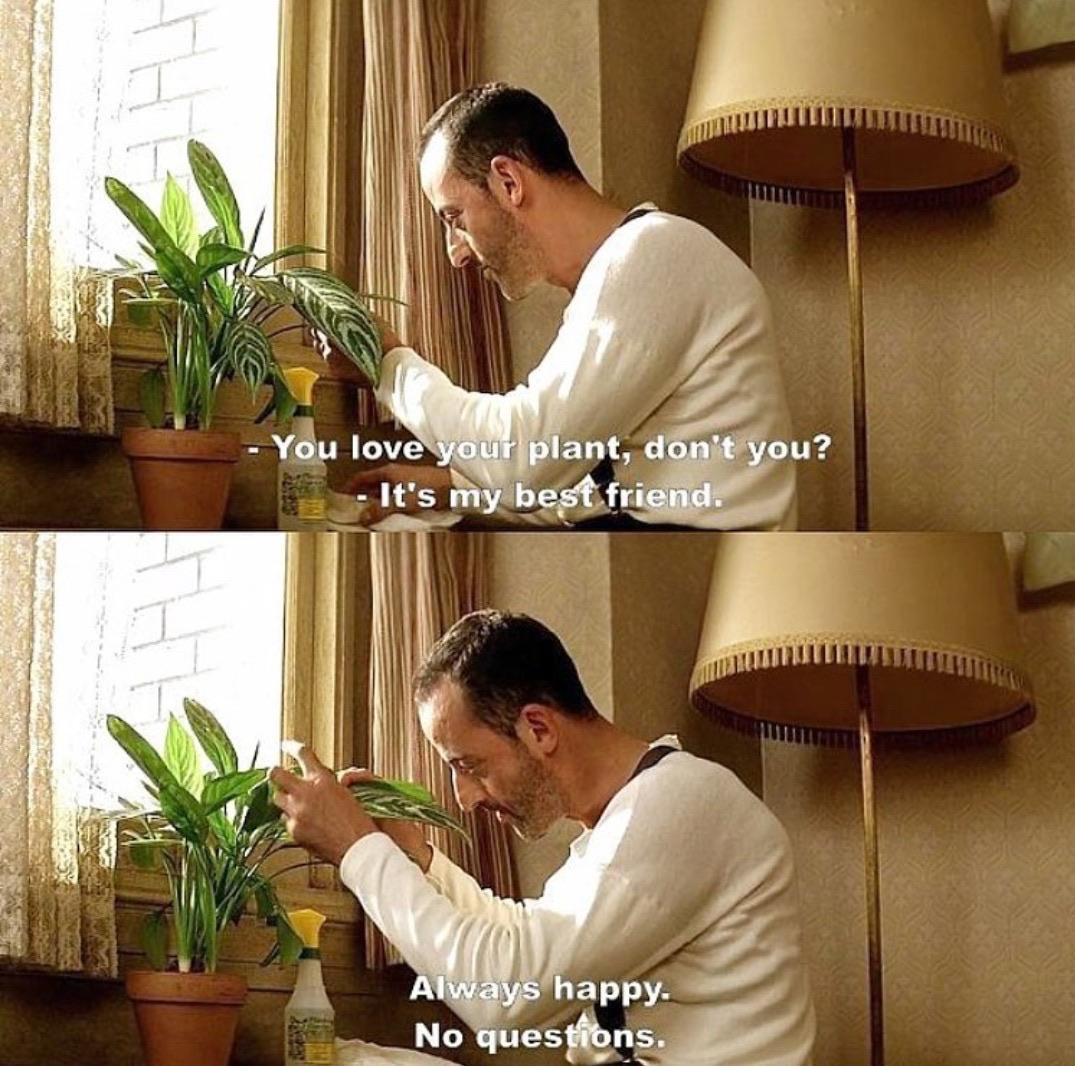 - You love your plant, don't you?
- It's my best friend.
Always happy.
No questions.